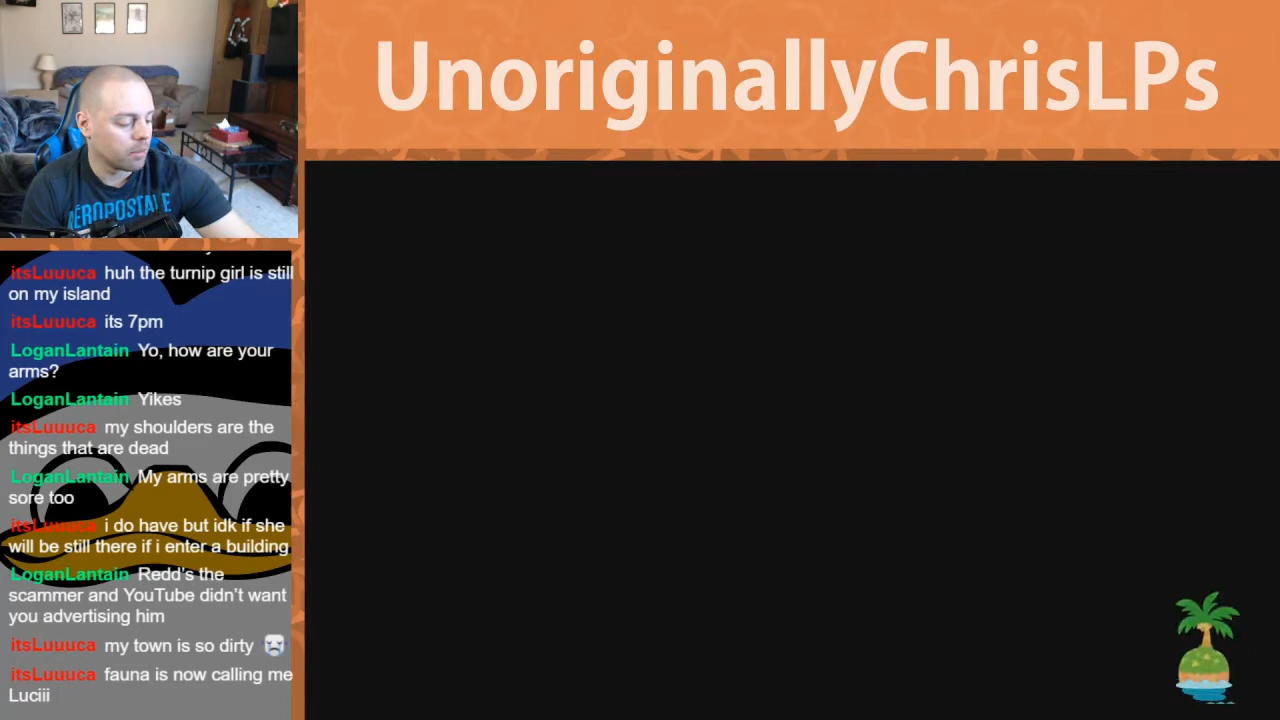 UnoriginallyChrisLPs
AÉROPOSTALE
itsLuuuca huh the turnip girl is still
on my island
itsLuuuca its 7pm
LoganLantain Yo, how are your
arms?
LoganLantain Yikes
itsLuuuca my shoulders are the
things that are dead
LoganLantain My arms are pretty
sore too
itsLuuuca i do have but idk if she
will be still there if i enter a building
LoganLantain Redd's the
scammer and YouTube didn't want
you advertising him
itsLuuuca my town is so dirty
itsLuuuca fauna is now calling me
Luciii